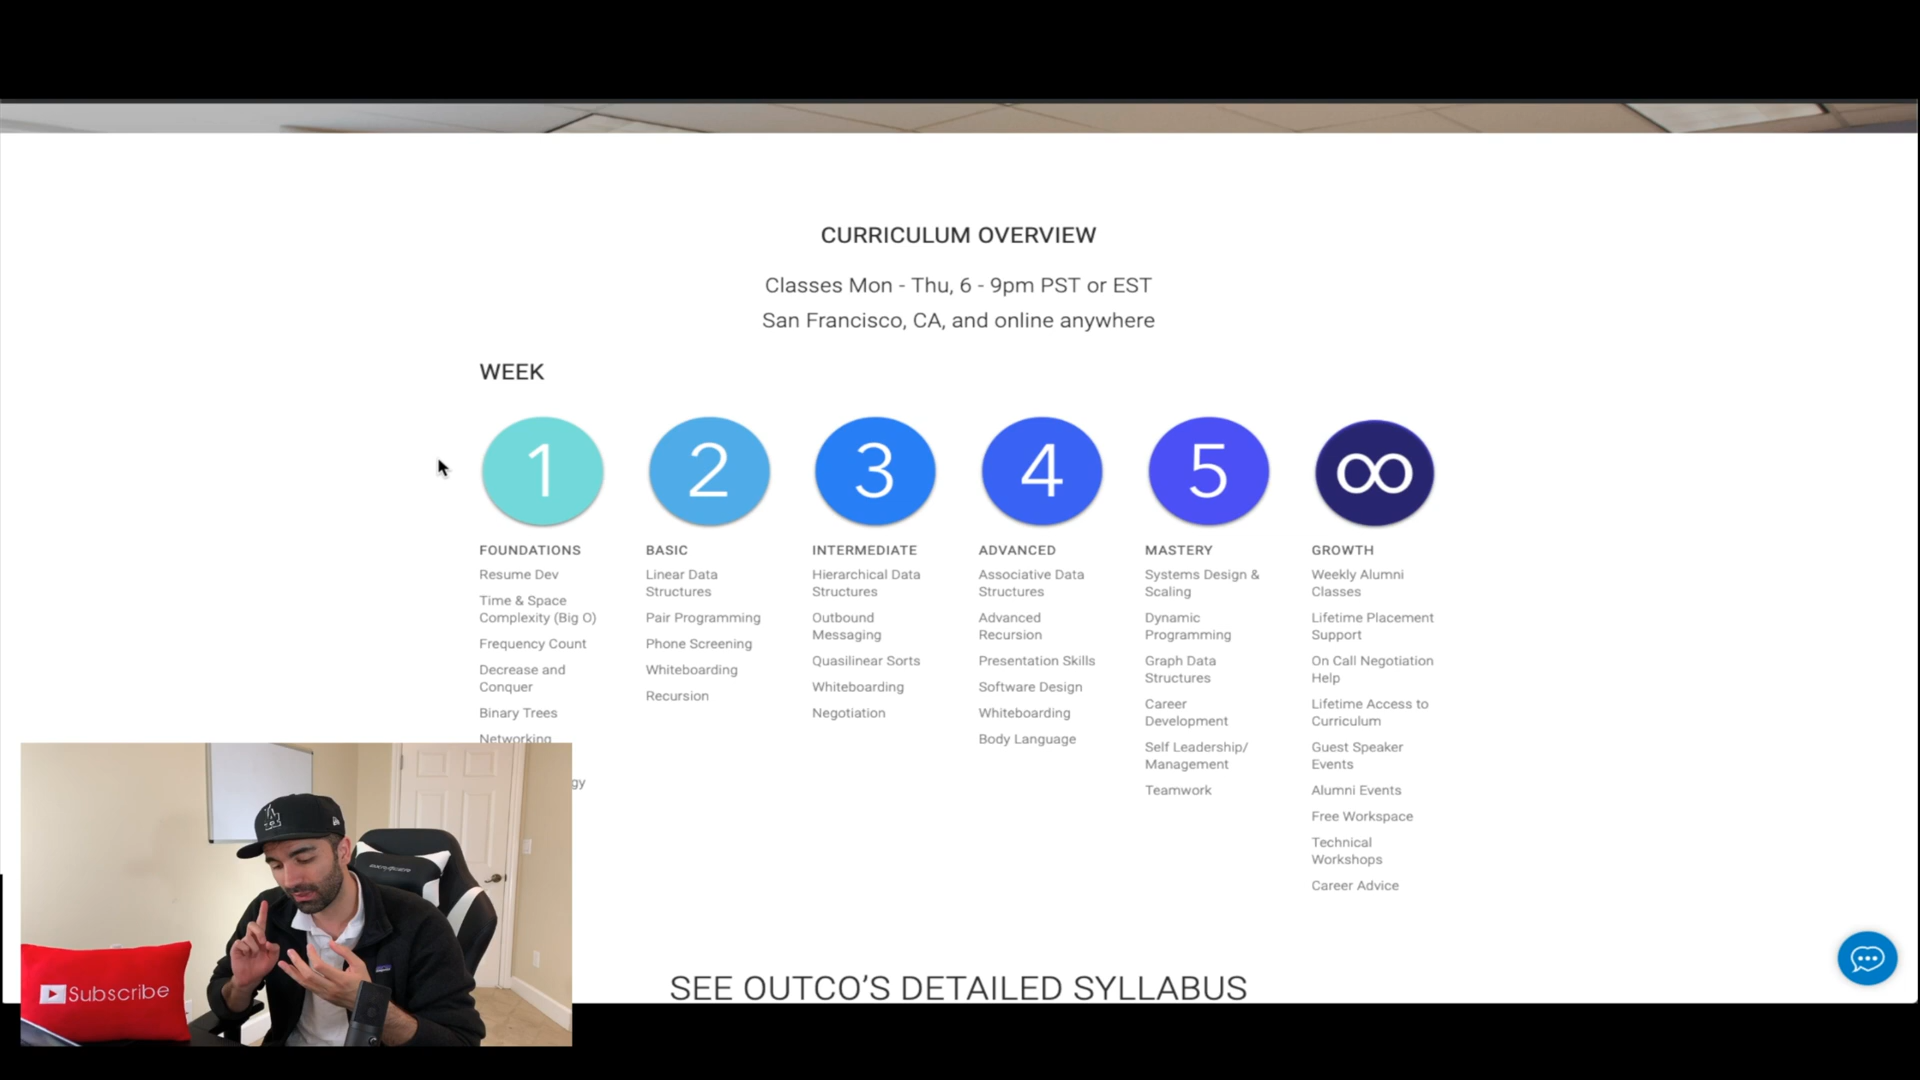 CURRICULUM OVERVIEW
Classes Mon - Thu, 6 - 9pm PST or EST
San Francisco, CA, and online anywhere
WEEK
1
2
3
4
5
∞
FOUNDATIONS
Resume Dev
Time & Space
Complexity (Big O)
Frequency Count
Decrease and
Conquer
Binary Trees
Networking
gy
BASIC
Linear Data
Structures
Pair Programming
Phone Screening
Whiteboarding
Recursion
INTERMEDIATE
Hierarchical Data
Structures
Outbound
Messaging
Quasilinear Sorts
Whiteboarding
Negotiation
ADVANCED
Associative Data
Structures
Advanced
Recursion
Presentation Skills
Software Design
Whiteboarding
Body Language
MASTERY
Systems Design &
Scaling
Dynamic
Programming
Graph Data
Structures
Career
Development
Self Leadership/
Management
Teamwork
GROWTH
Weekly Alumni
Classes
Lifetime Placement
Support
On Call Negotiation
Help
Lifetime Access to
Curriculum
Guest Speaker
Events
Alumni Events
Free Workspace
Technical
Workshops
Career Advice
Subscribe
SEE OUTCO’S DETAILED SYLLABUS